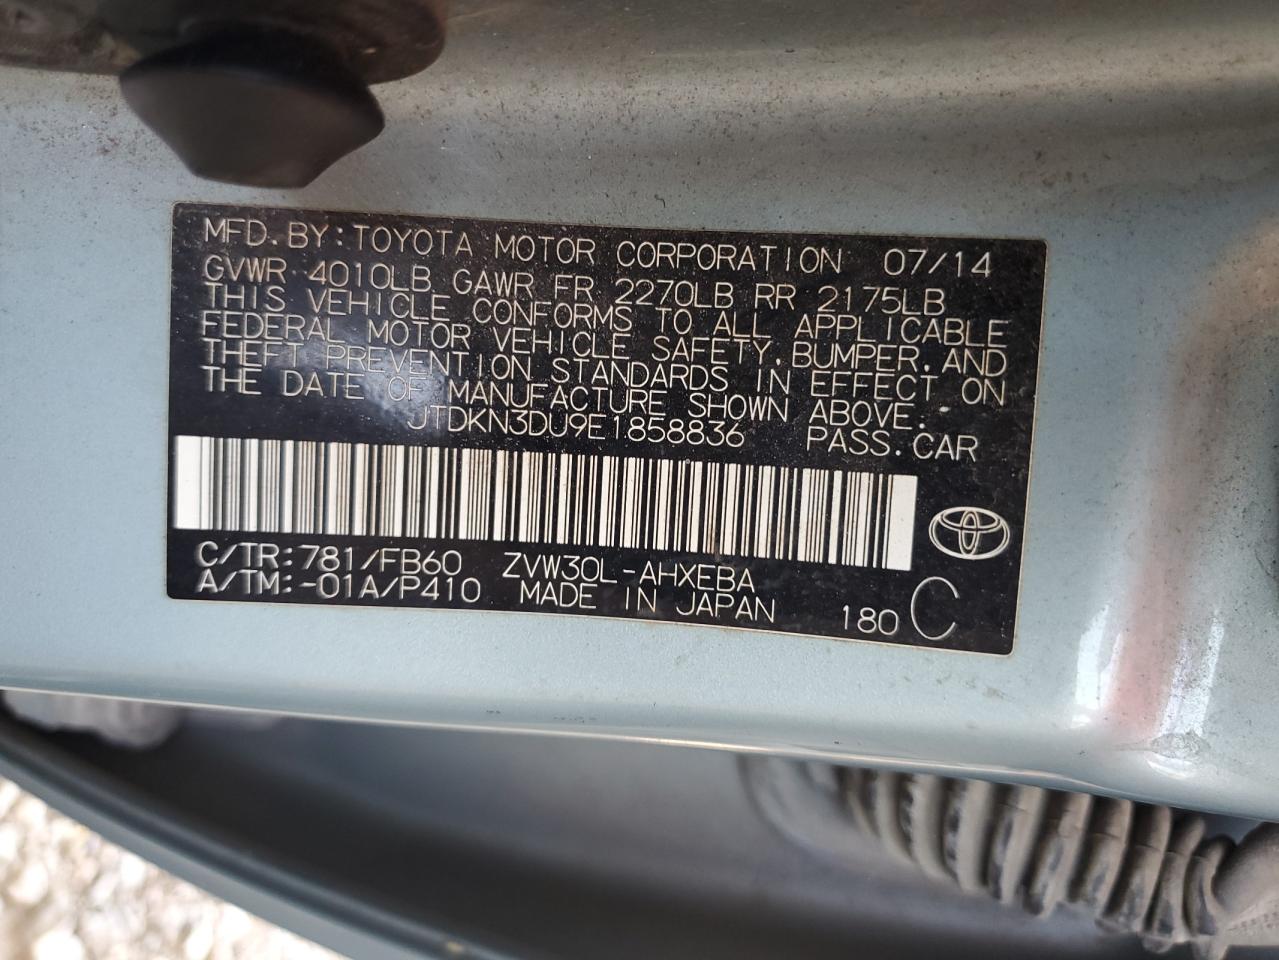 MFD.BY:TOYOTA MOTOR CORPORATION 07/14
GVWR 4010LB GAWR FR 2270LB RR 2175LB
THIS VEHICLE CONFORMS TO ALL APPLICABLE
FEDERAL MOTOR VEHICLE SAFETY,BUMPER,AND
THEFT PREVENTION STANDARDS IN EFFECT ON
THE DATE OF MANUFACTURE SHOWN ABOVE.
JTDKN3DU9E1858836 PASS.CAR
C/TR:781/FB60 ZVW30L-AHXEBA
A/TM:-01A/P410 MADE IN JAPAN 180 C